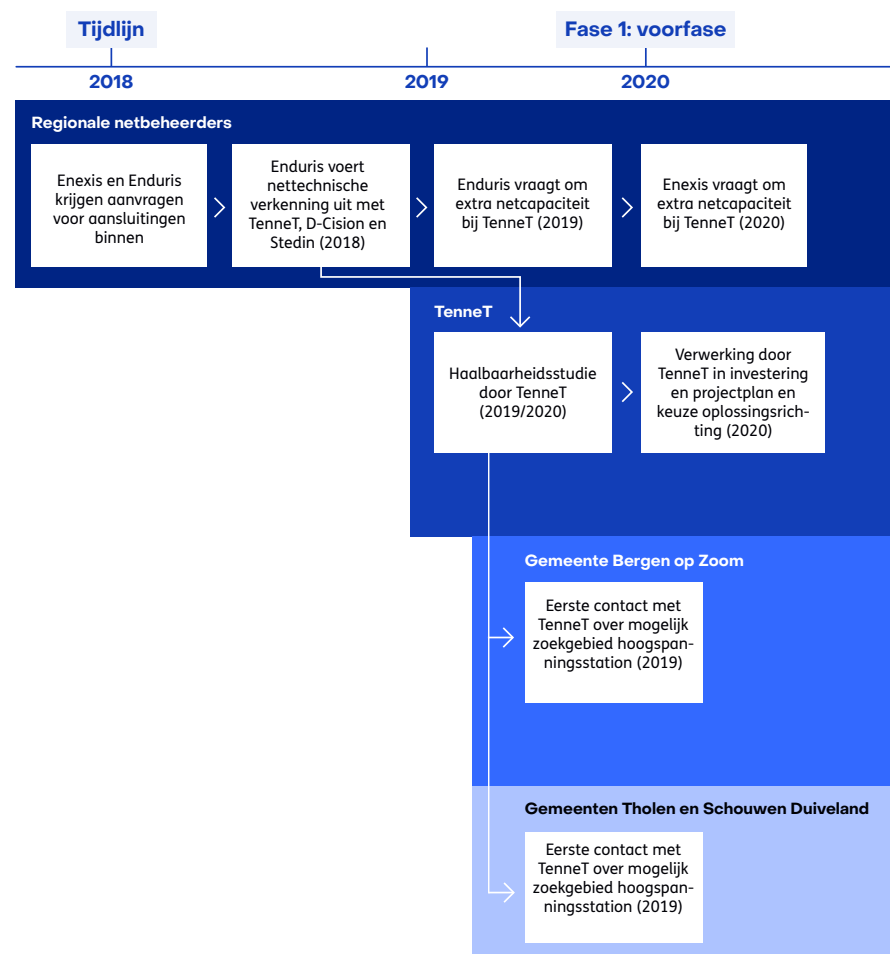 Tijdlijn
Fase 1: voorfase
2018
2019
2020
Regionale netbeheerders
Enexis en Enduris
krijgen aanvragen
voor aansluitingen
binnen
Enduris voert
nettechnische
verkenning uit met
TenneT, D-Cision en
Stedin (2018)
Enduris vraagt om
extra netcapaciteit
bij TenneT (2019)
Enexis vraagt om
extra netcapaciteit
bij TenneT (2020)
TenneT
Haalbaarheidsstudie
door TenneT
(2019/2020)
Verwerking door
TenneT in investering
en projectplan en
keuze oplossingsrich-
ting (2020)
Gemeente Bergen op Zoom
Eerste contact met
TenneT over mogelijk
zoekgebied hoogspan-
ningsstation (2019)
Gemeenten Tholen en Schouwen Duiveland
Eerste contact met
TenneT over mogelijk
zoekgebied hoogspan-
ningsstation (2019)